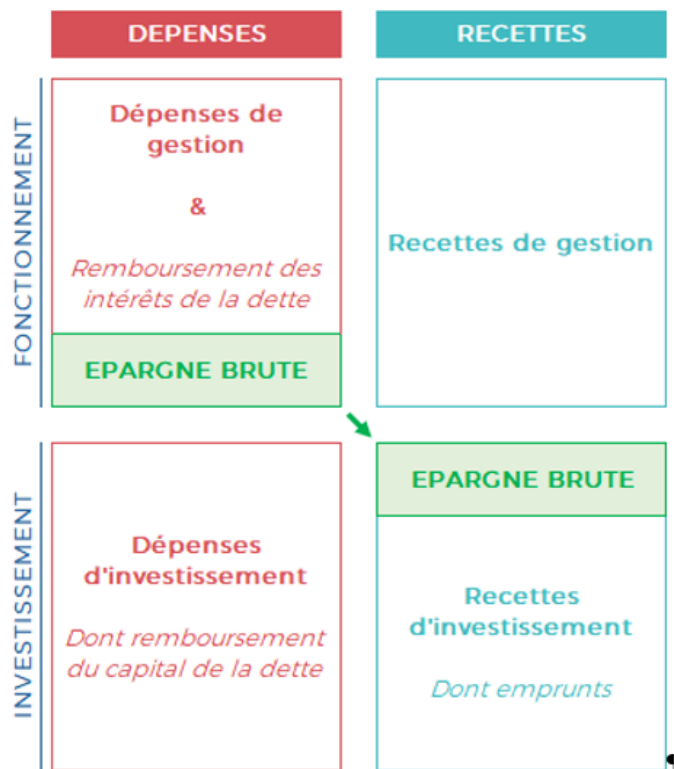 DEPENSES
RECETTES
FONCTIONNEMENT
Dépenses de
gestion
&
Remboursement des
intérêts de la dette
EPARGNE BRUTE
Recettes de gestion
INVESTISSEMENT
Dépenses
d'investissement
Dont remboursement
du capital de la dette
EPARGNE BRUTE
Recettes
d'investissement
Dont emprunts